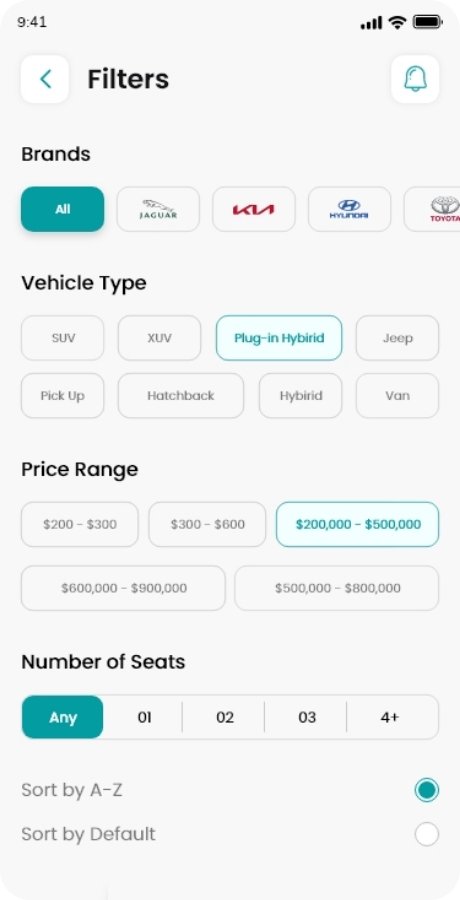 9:41
Filters
Brands
All JAGUAR KIA HYUNDAI TOYOTA
Vehicle Type
SUV XUV Plug-in Hybirid Jeep
Pick Up Hatchback Hybirid Van
Price Range
$200 - $300 $300 - $600 $200,000 - $500,000
$600,000 - $900,000 $500,000 - $800,000
Number of Seats
Any 01 02 03 4+
Sort by A-Z
Sort by Default